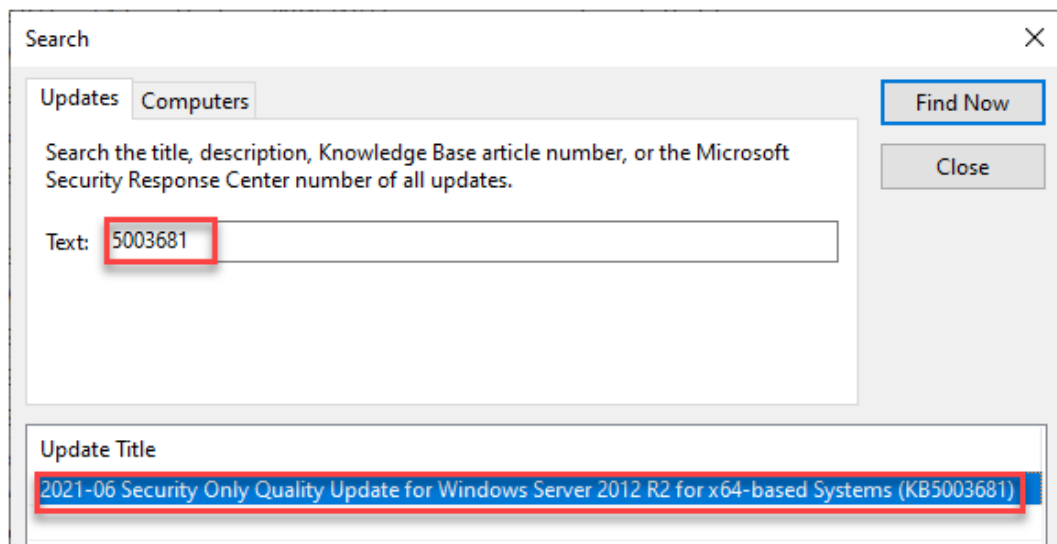 Search
Updates
Computers
Find Now
Search the title, description, Knowledge Base article number, or the Microsoft
Security Response Center number of all updates.
Close
Text: 5003681
Update Title
2021-06 Security Only Quality Update for Windows Server 2012 R2 for x64-based Systems (KB5003681)